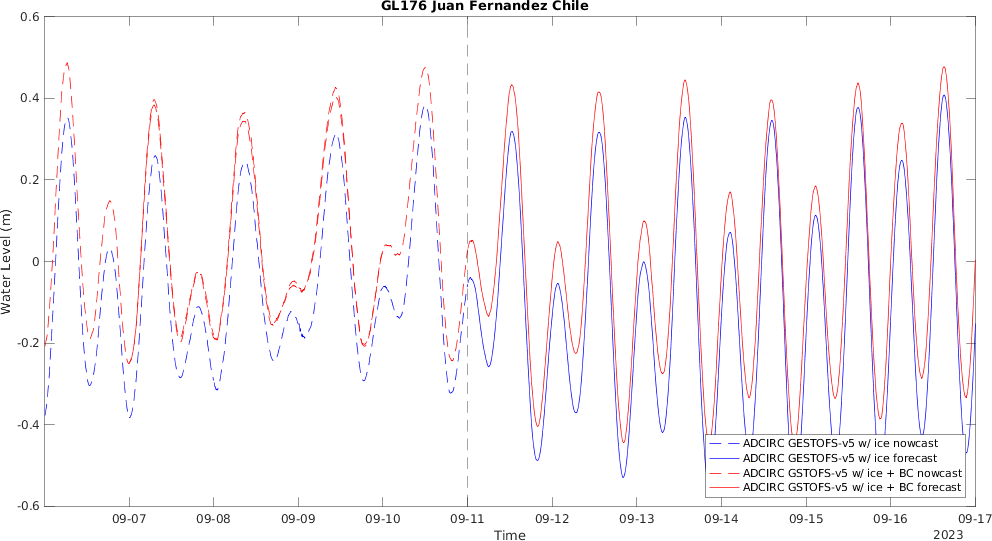 GL176 Juan Fernandez Chile
0.6
0.4
0.2
0
-0.2
-0.4
-0.6
Water Level (m)
ADCIRC GESTOFS-v5 w/ ice nowcast
ADCIRC GESTOFS-v5 w/ ice forecast
ADCIRC GSTOFS-v5 w/ ice + BC nowcast
ADCIRC GSTOFS-v5 w/ ice + BC forecast
09-07 09-08 09-09 09-10 09-11 09-12 09-13 09-14 09-15 09-16 09-17
Time
2023